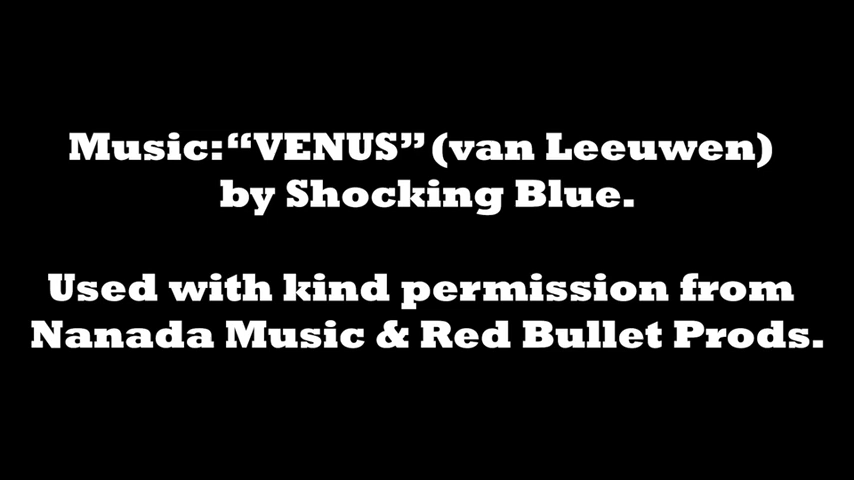 Music:“VENUS” (van Leeuwen)
by Shocking Blue.
Used with kind permission from
Nanada Music & Red Bullet Prods.